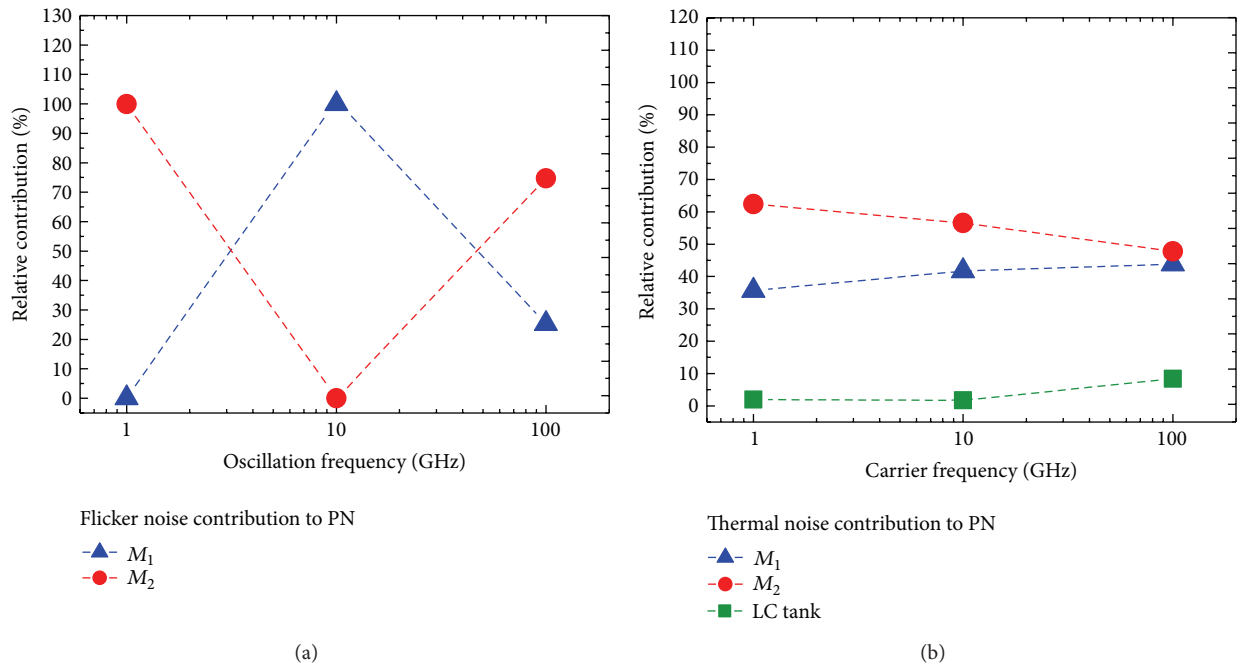 130
120
110
100
90
80
70
60
50
40
30
20
10
0
Relative contribution (%)
1 10 100
Oscillation frequency (GHz)
Flicker noise contribution to PN
M1
M2
(a)
120
110
100
90
80
70
60
50
40
30
20
10
0
Relative contribution (%)
1 10 100
Carrier frequency (GHz)
Thermal noise contribution to PN
M1
M2
LC tank
(b)